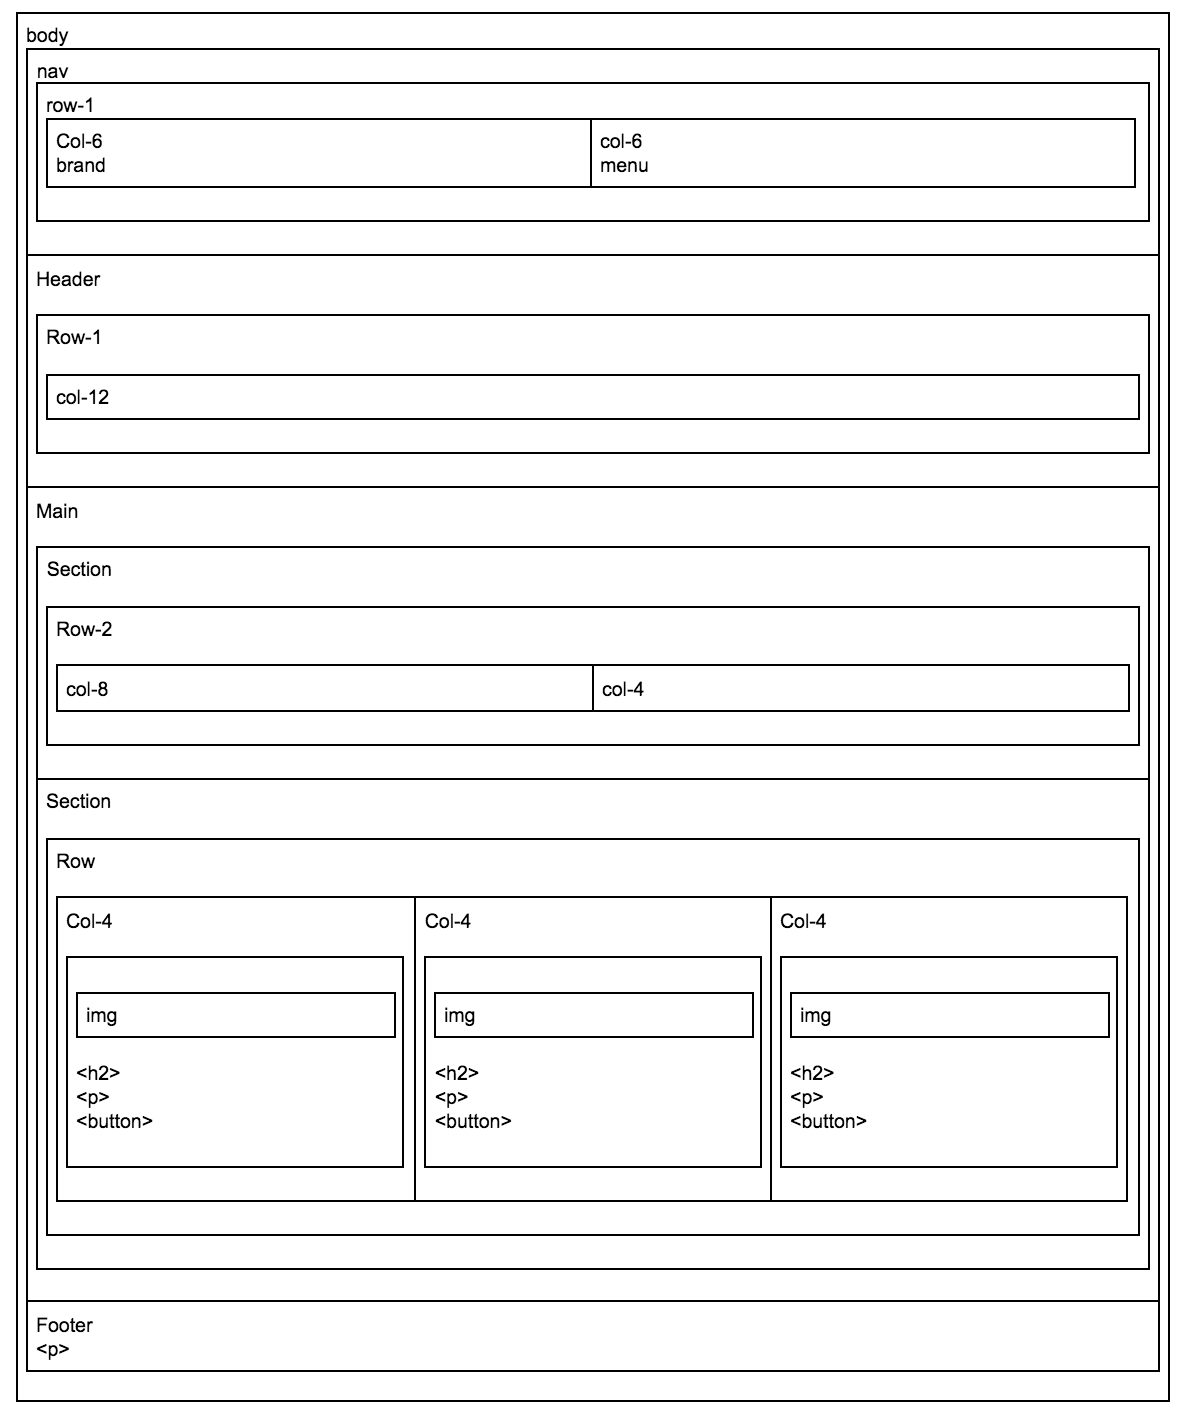 body
nav
row-1
Col-6
brand
col-6
menu
Header
Row-1
col-12
Main
Section
Row-2
col-8
col-4
Section
Row
Col-4
img
<h2>
<p>
<button>
Col-4
img
<h2>
<p>
<button>
Col-4
img
<h2>
<p>
<button>
Footer
<p>